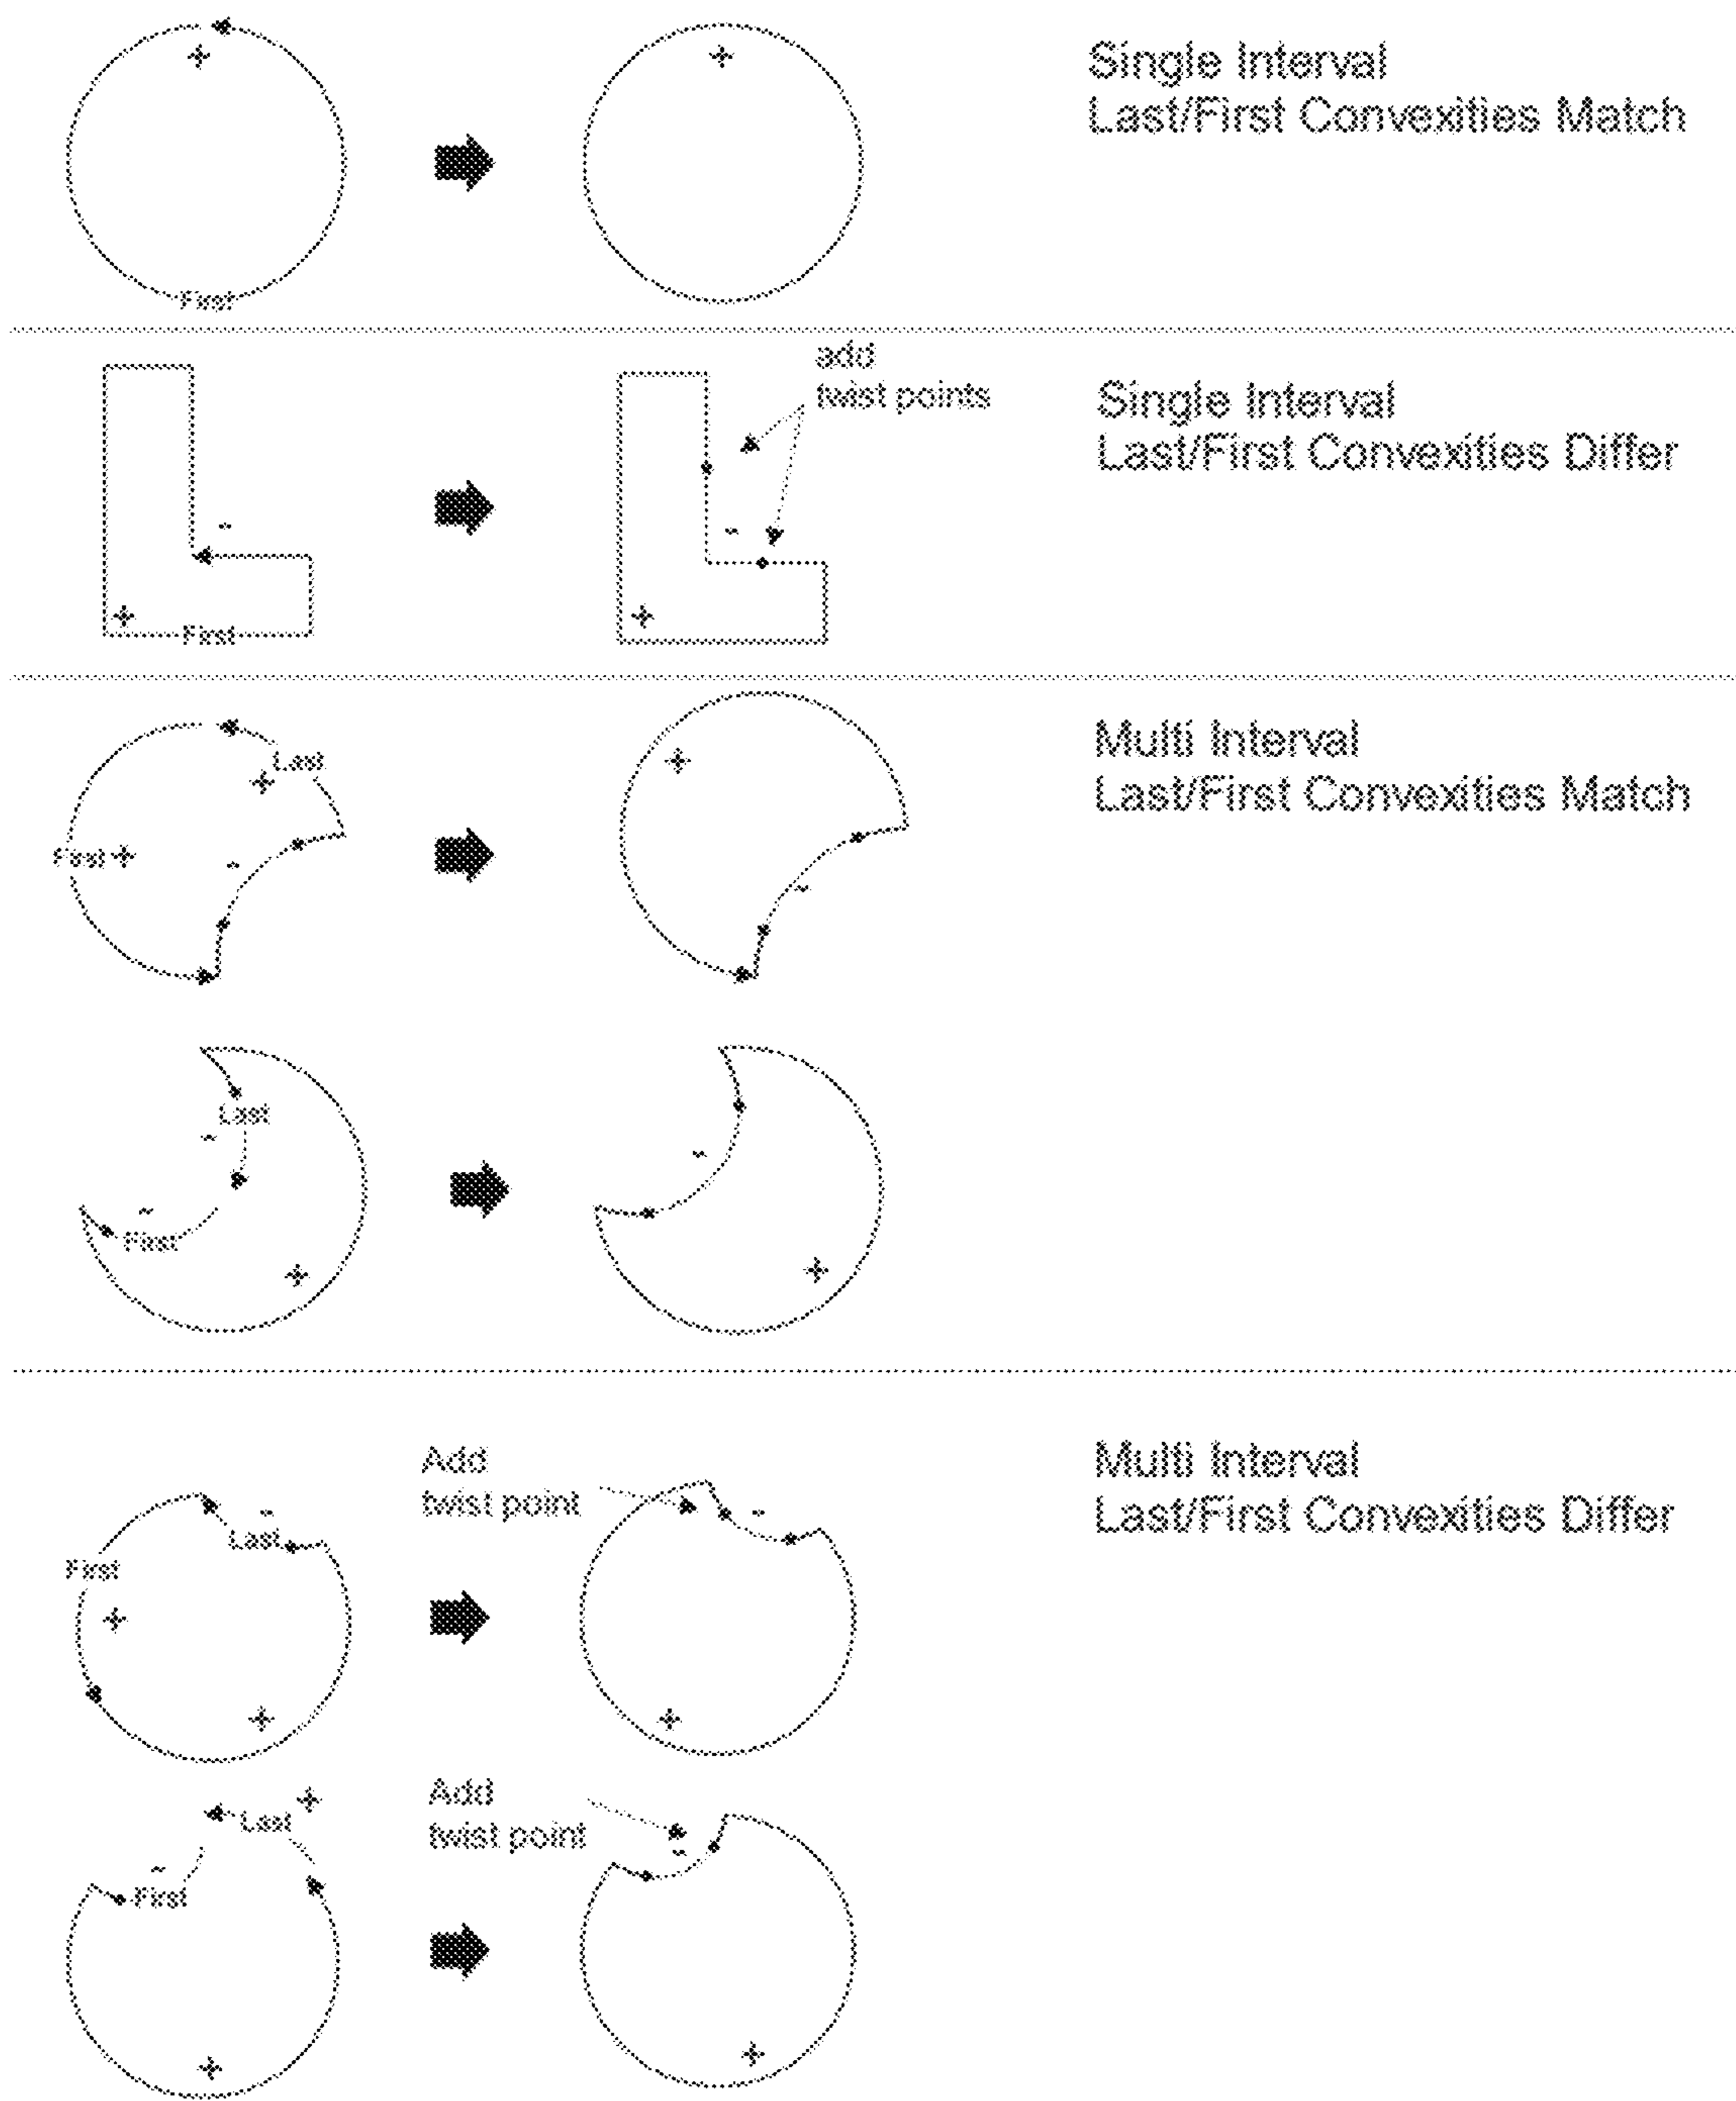 +
+
Single Interval
Last/First Convexities Match
First
add
twist points
Single Interval
Last/First Convexities Differ
-
-
+
+
First
Multi Interval
Last/First Convexities Match
Last
+
+
First +
-
-
Last
-
-
-
First
+
+
Multi Interval
Last/First Convexities Differ
Add
twist point
-
-
Last
First
+
+
+
Add
twist point
+
Last
-
-
First
+
+